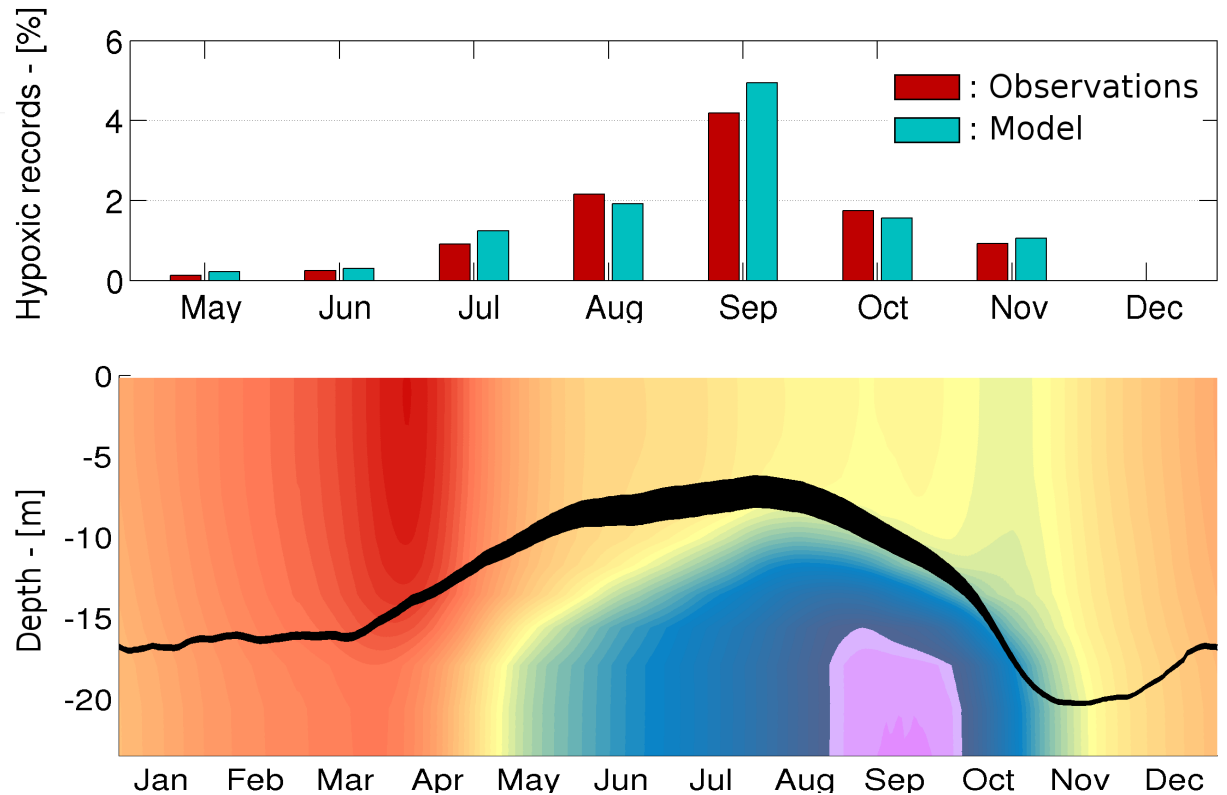 Hypoxic records - [%]
6
4
2
0
: Observations
: Model
May Jun Jul Aug Sep Oct Nov Dec
Depth - [m]
0
-5
-10
-15
-20
Jan Feb Mar Apr May Jun Jul Aug Sep Oct Nov Dec